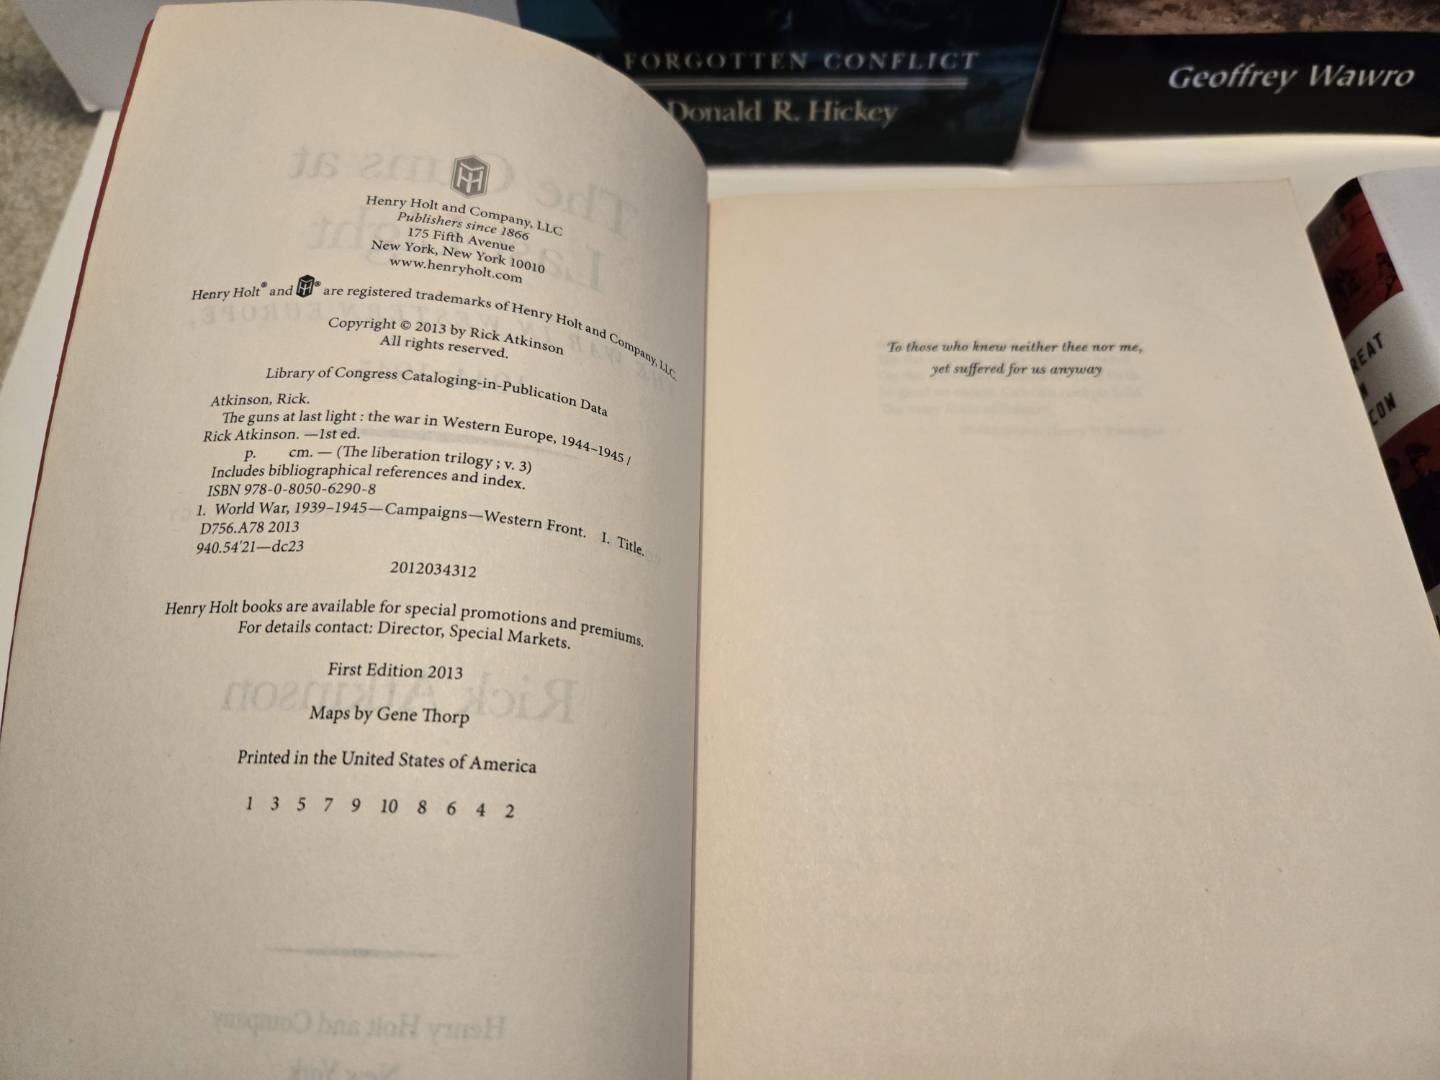 FORGOTTEN CONFLICT
Donald R. Hickey
Geoffrey Wawro
Henry Holt and Company, LLC
Publishers since 1866
175 Fifth Avenue
New York, New York 10010
www.henryholt.com
Henry Holt® and ® are registered trademarks of Henry Holt and Company, LLC.
Copyright © 2013 by Rick Atkinson
All rights reserved.
Library of Congress Cataloging-in-Publication Data
Atkinson, Rick.
The guns at last light : the war in Western Europe, 1944–1945 /
Rick Atkinson. —1st ed.
p. cm. — (The liberation trilogy ; v. 3)
Includes bibliographical references and index.
ISBN 978-0-8050-6290-8
1. World War, 1939–1945—Campaigns—Western Front. I. Title.
D756.A78 2013
940.54'21—dc23
2012034312
Henry Holt books are available for special promotions and premiums.
For details contact: Director, Special Markets.
First Edition 2013
Maps by Gene Thorp
Printed in the United States of America
1 3 5 7 9 10 8 6 4 2
To those who knew neither thee nor me,
yet suffered for us anyway